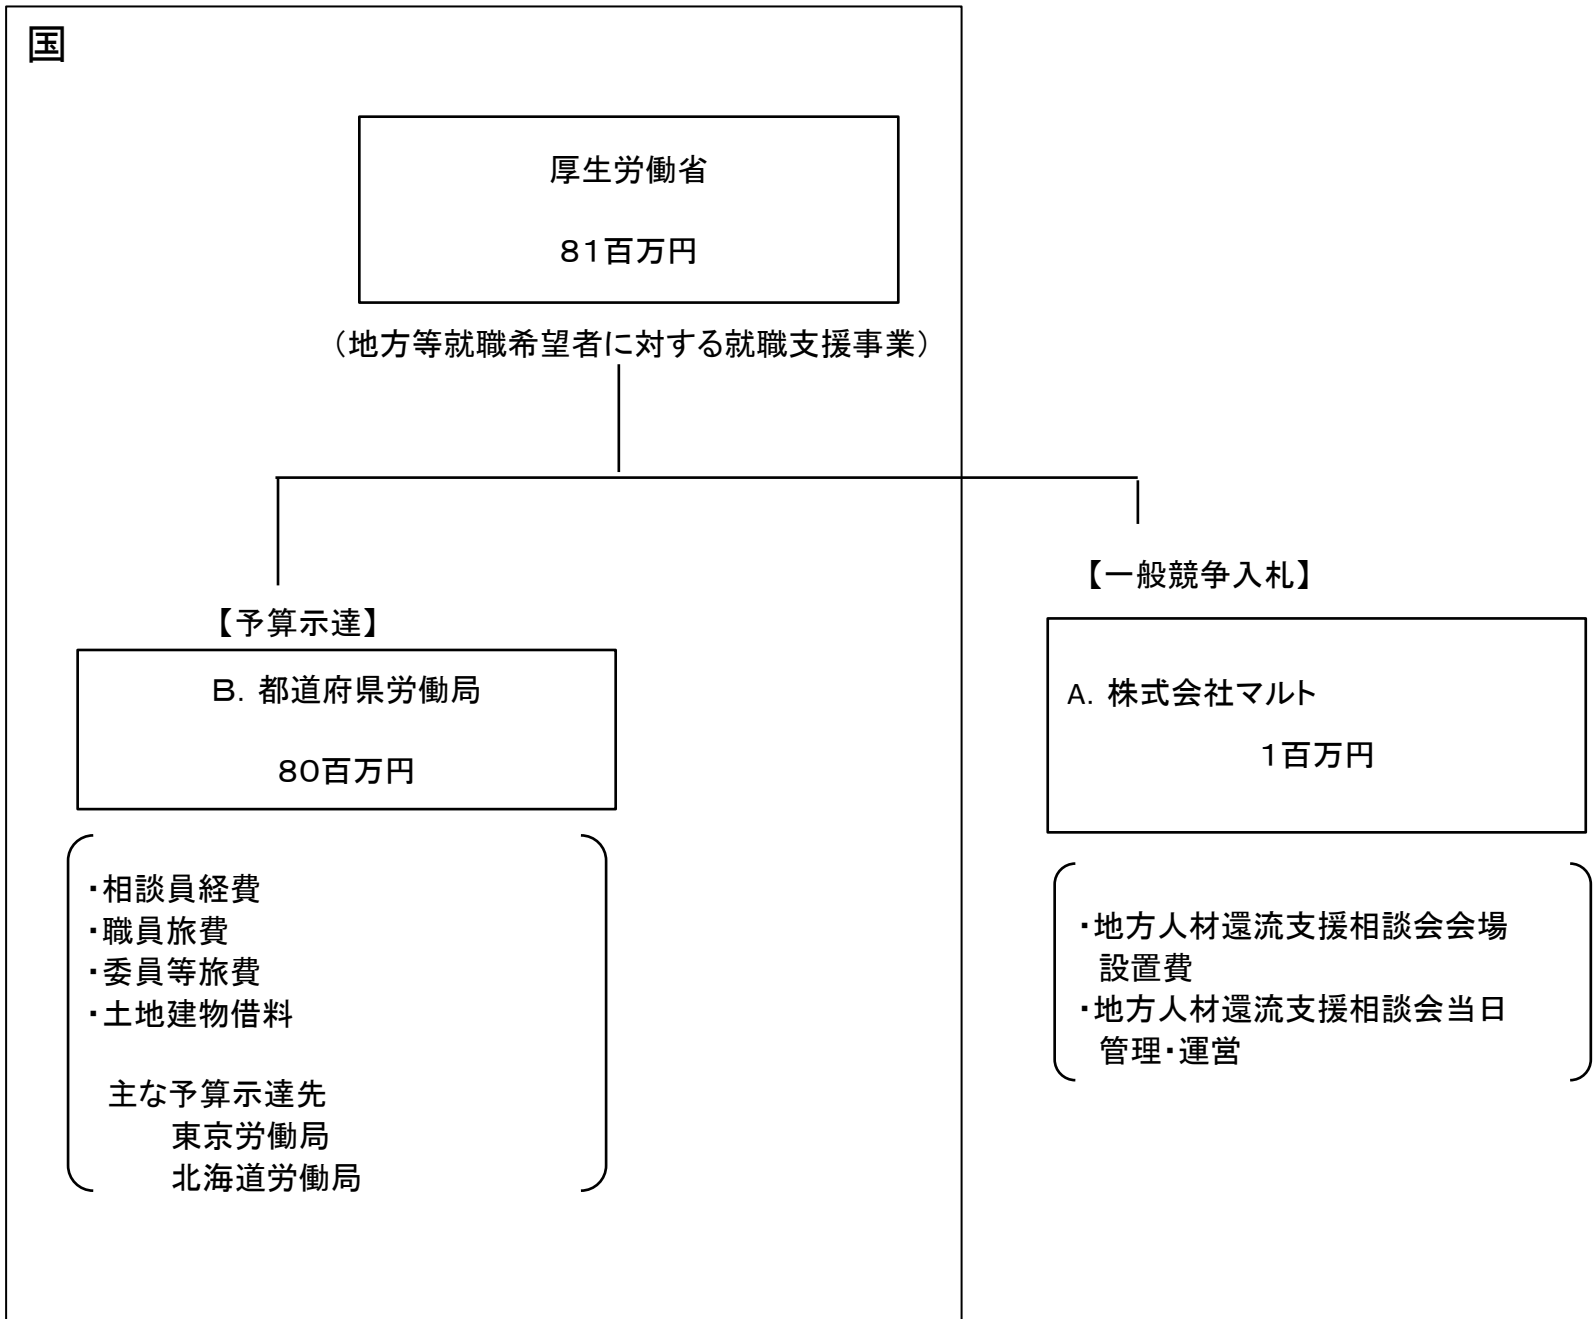 国
厚生労働省
８１百万円
（地方等就職希望者に対する就職支援事業）
【予算示達】
Ｂ．都道府県労働局
８０百万円
・相談員経費
・職員旅費
・委員等旅費
・土地建物借料
主な予算示達先
東京労働局
北海道労働局
【一般競争入札】
A．株式会社マルト
１百万円
・地方人材還流支援相談会会場
設置費
・地方人材還流支援相談会当日
管理・運営